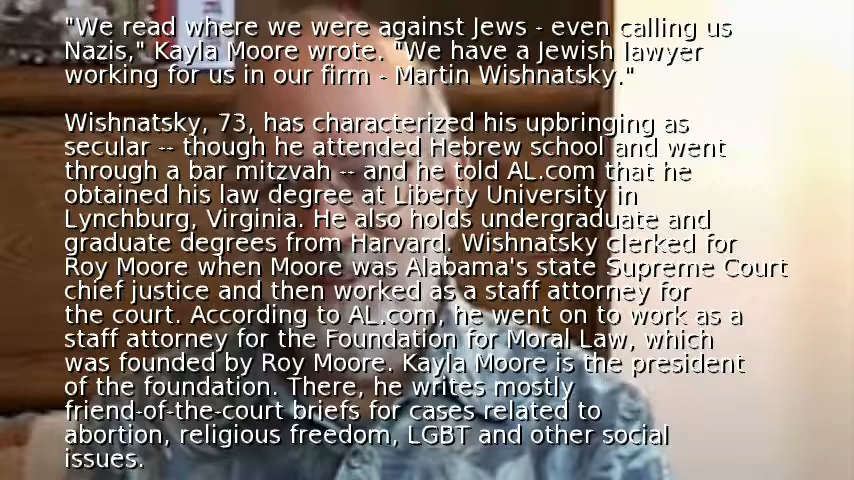 "We read where we were against Jews - even calling us
Nazis," Kayla Moore wrote. "We have a Jewish lawyer
working for us in our firm - Martin Wishnatsky."
Wishnatsky, 73, has characterized his upbringing as
secular -- though he attended Hebrew school and went
through a bar mitzvah -- and he told AL.com that he
obtained his law degree at Liberty University in
Lynchburg, Virginia. He also holds undergraduate and
graduate degrees from Harvard. Wishnatsky clerked for
Roy Moore when Moore was Alabama's state Supreme Court
chief justice and then worked as a staff attorney for
the court. According to AL.com, he went on to work as a
staff attorney for the Foundation for Moral Law, which
was founded by Roy Moore. Kayla Moore is the president
of the foundation. There, he writes mostly
friend-of-the-court briefs for cases related to
abortion, religious freedom, LGBT and other social
issues.